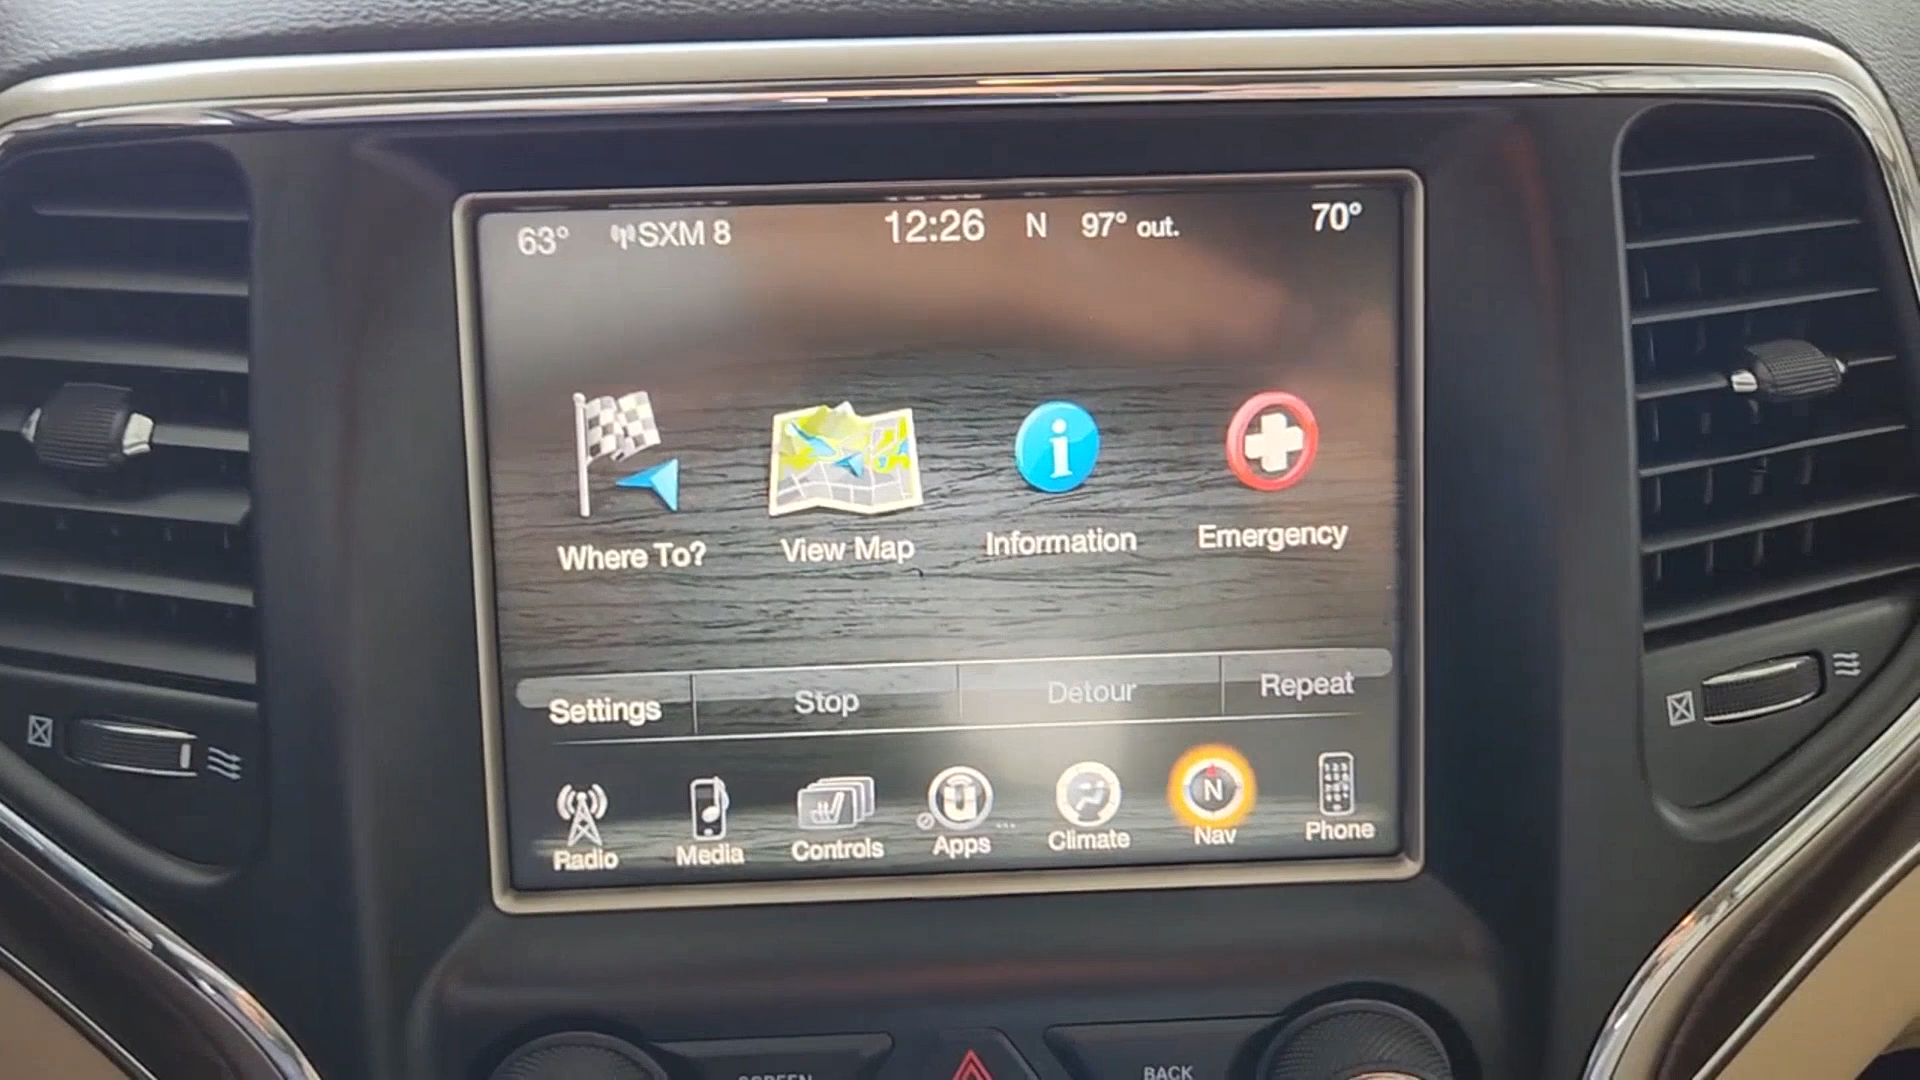 63° SXM 8 12:26 N 97° out. 70°
Where To? View Map Information Emergency
Settings Stop Detour Repeat
N
Radio Media Controls Apps Climate Nav Phone
SCREEN BACK